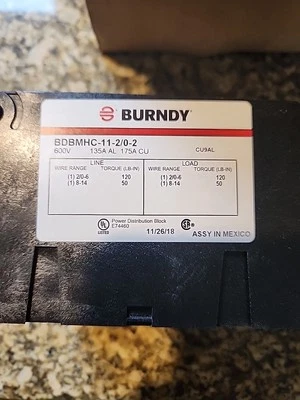 BURNDY
BDBMHC-11-2/0-2
600V 135A AL 175A CU CU9AL
LINE LOAD
WIRE RANGE TORQUE (LB-IN) WIRE RANGE TORQUE (LB-IN)
(1) 2/0-6 120 (1) 2/0-6 120
(1) 8-14 50 (1) 8-14 50
UL LISTED Power Distribution Block
E74460
11/26/18 ASSY IN MEXICO